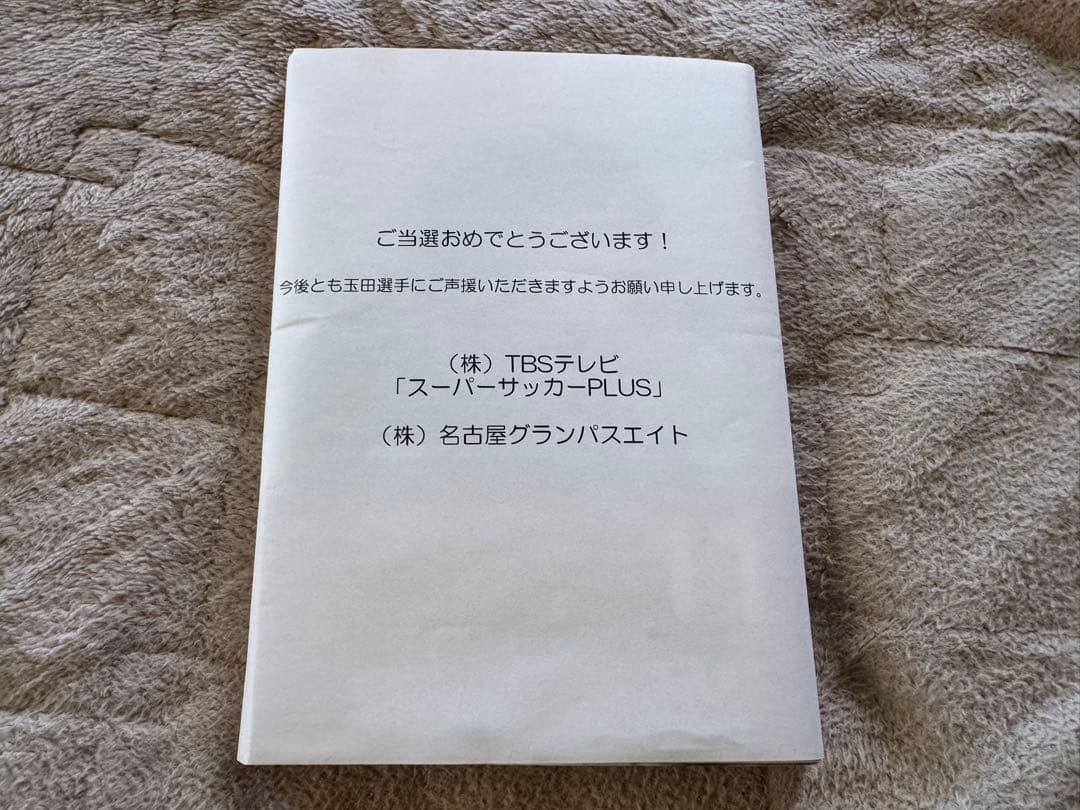 ご当選おめでとうございます!
今後とも玉田選手にご声援いただきますようお願い申し上げます。
(株)TBSテレビ
「スーパーサッカーPLUS」
(株)名古屋グランパスエイト